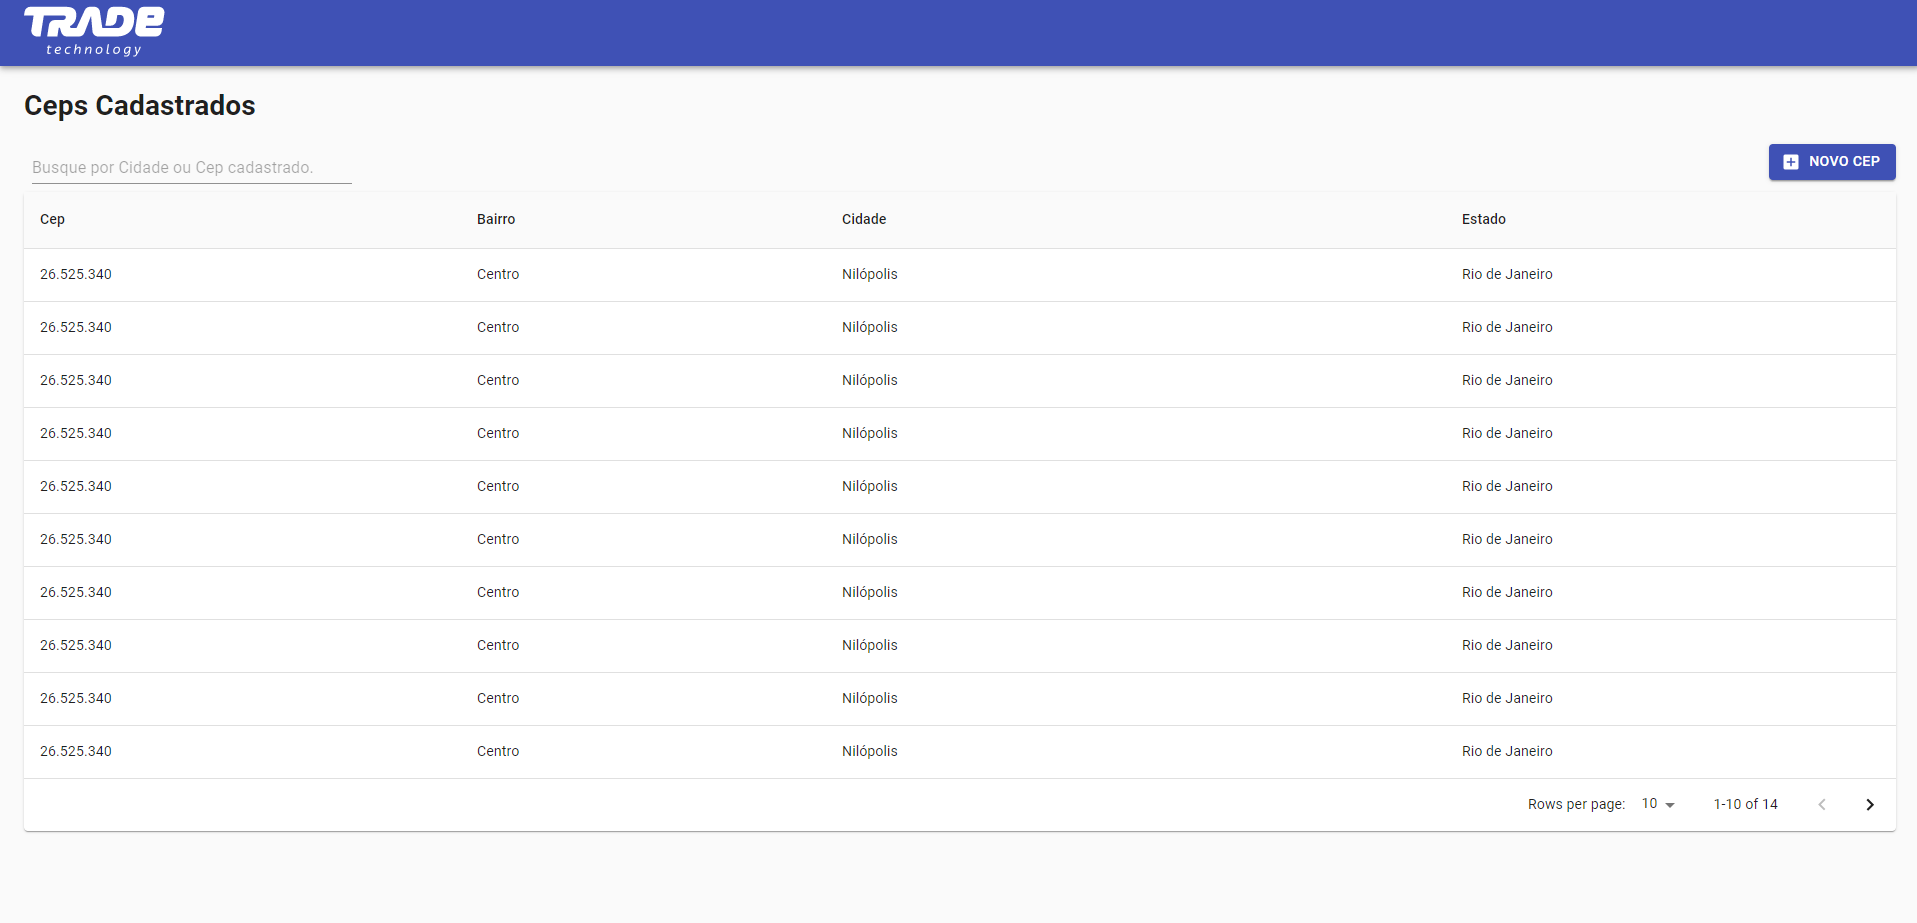 TRADE
technology
Ceps Cadastrados
Busque por Cidade ou Cep cadastrado.
NOVO CEP
Cep Bairro Cidade Estado
26.525.340 Centro Nilópolis Rio de Janeiro
26.525.340 Centro Nilópolis Rio de Janeiro
26.525.340 Centro Nilópolis Rio de Janeiro
26.525.340 Centro Nilópolis Rio de Janeiro
26.525.340 Centro Nilópolis Rio de Janeiro
26.525.340 Centro Nilópolis Rio de Janeiro
26.525.340 Centro Nilópolis Rio de Janeiro
26.525.340 Centro Nilópolis Rio de Janeiro
26.525.340 Centro Nilópolis Rio de Janeiro
26.525.340 Centro Nilópolis Rio de Janeiro
Rows per page: 10 1-10 of 14